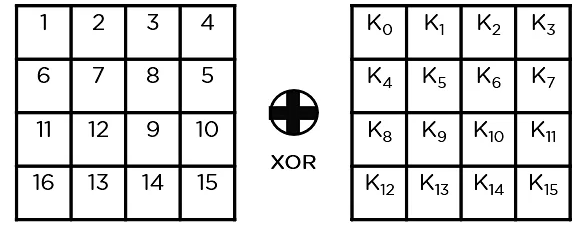 1 2 3 4
6 7 8 5
11 12 9 10
16 13 14 15
XOR
K₀ K₁ K₂ K₃
K₄ K₅ K₆ K₇
K₈ K₉ K₁₀ K₁₁
K₁₂ K₁₃ K₁₄ K₁₅